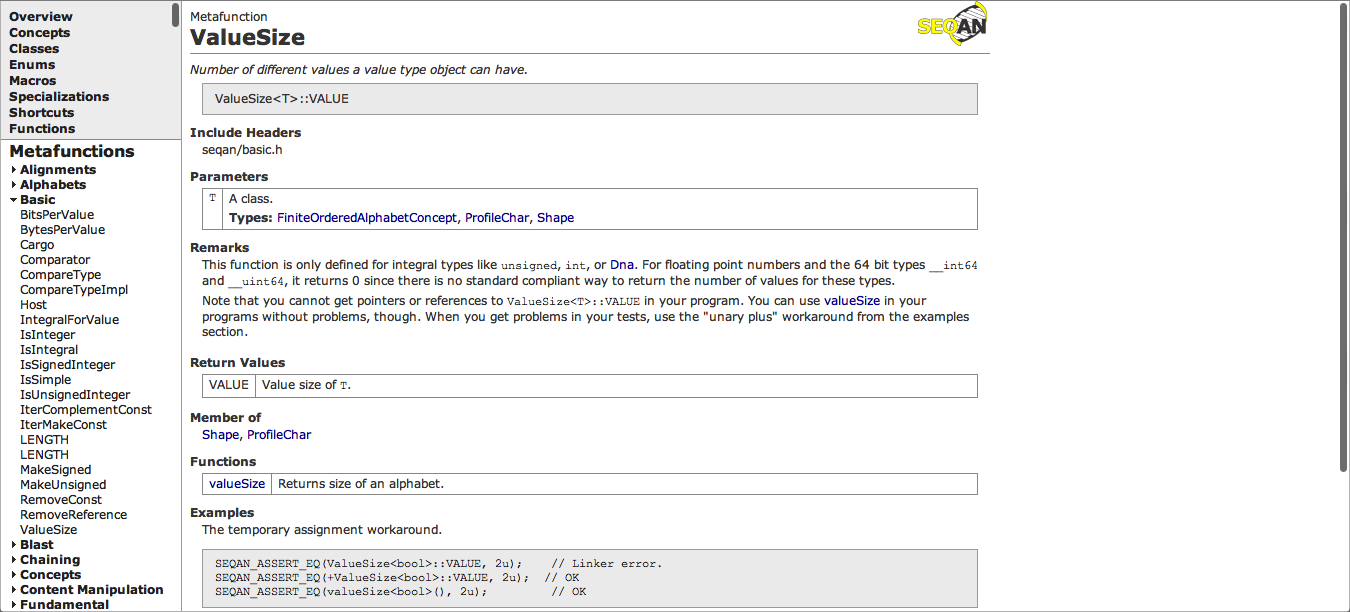 Overview
Concepts
Classes
Enums
Macros
Specializations
Shortcuts
Functions
Metafunctions
Alignments
Alphabets
Basic
BitsPerValue
BytesPerValue
Cargo
Comparator
CompareType
CompareTypeImpl
Host
IntegralForValue
IsInteger
IsIntegral
IsSignedInteger
IsSimple
IsUnsignedInteger
IterComplementConst
IterMakeConst
LENGTH
LENGTH
MakeSigned
MakeUnsigned
RemoveConst
RemoveReference
ValueSize
Blast
Chaining
Concepts
Content Manipulation
Fundamental
Metafunction
ValueSize
SEQAN
Number of different values a value type object can have.
ValueSize<T>::VALUE
Include Headers
seqan/basic.h
Parameters
T A class.
Types: FiniteOrderedAlphabetConcept, ProfileChar, Shape
Remarks
This function is only defined for integral types like unsigned, int, or Dna. For floating point numbers and the 64 bit types __int64
and __uint64, it returns 0 since there is no standard compliant way to return the number of values for these types.
Note that you cannot get pointers or references to ValueSize<T>::VALUE in your program. You can use valueSize in your
programs without problems, though. When you get problems in your tests, use the "unary plus" workaround from the examples
section.
Return Values
VALUE Value size of T.
Member of
Shape, ProfileChar
Functions
valueSize Returns size of an alphabet.
Examples
The temporary assignment workaround.
SEQAN_ASSERT_EQ(ValueSize<bool>::VALUE, 2u);    // Linker error.
SEQAN_ASSERT_EQ(+ValueSize<bool>::VALUE, 2u);  // OK
SEQAN_ASSERT_EQ(valueSize<bool>(), 2u);         // OK